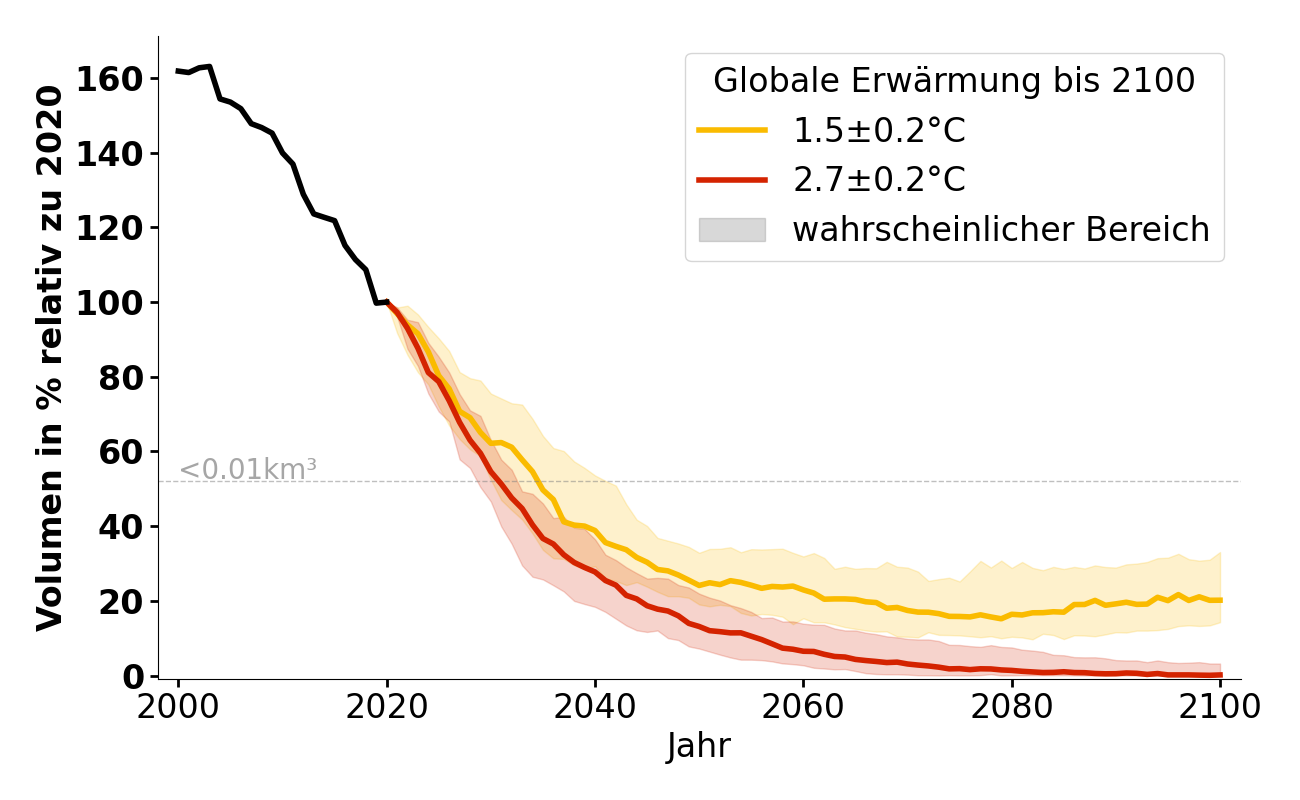 Volumen in % relativ zu 2020
160
140
120
100
80
60
40
20
0
<0.01km³
Globale Erwärmung bis 2100
1.5±0.2°C
2.7±0.2°C
wahrscheinlicher Bereich
2000 2020 2040 2060 2080 2100
Jahr